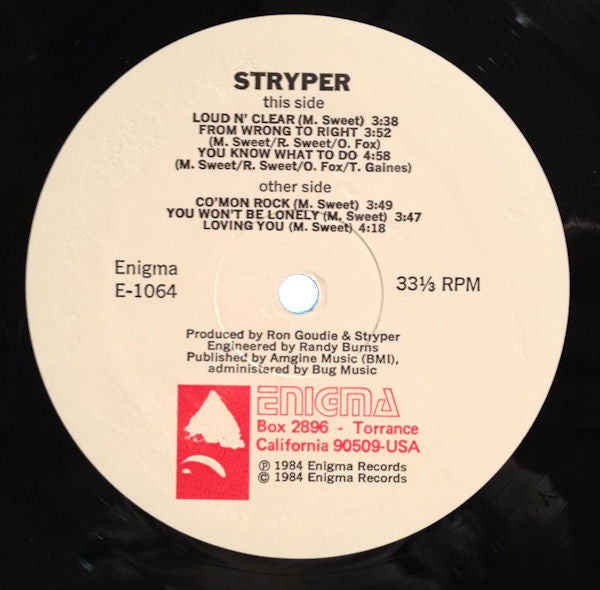 STRYPER
this side
LOUD N' CLEAR (M. Sweet) 3:38
FROM WRONG TO RIGHT 3:52
(M. Sweet/R. Sweet/O. Fox)
YOU KNOW WHAT TO DO 4:58
(M. Sweet/R. Sweet/O. Fox/T. Gaines)
other side
CO'MON ROCK (M. Sweet) 3:49
YOU WON'T BE LONELY (M. Sweet) 3:47
LOVING YOU (M. Sweet) 4:18
Enigma
E-1064
33⅓ RPM
Produced by Ron Goudie & Stryper
Engineered by Randy Burns
Published by Amgine Music (BMI),
administered by Bug Music
ENIGMA
Box 2896 - Torrance
California 90509-USA
℗ 1984 Enigma Records
© 1984 Enigma Records